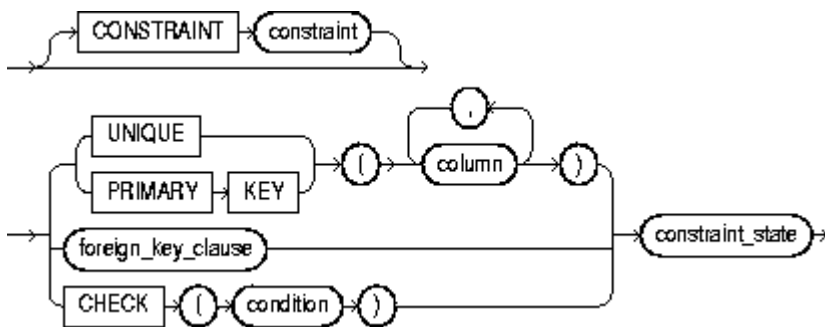 CONSTRAINT constraint
,
UNIQUE
( column )
PRIMARY KEY
foreign_key_clause constraint_state
CHECK ( condition )